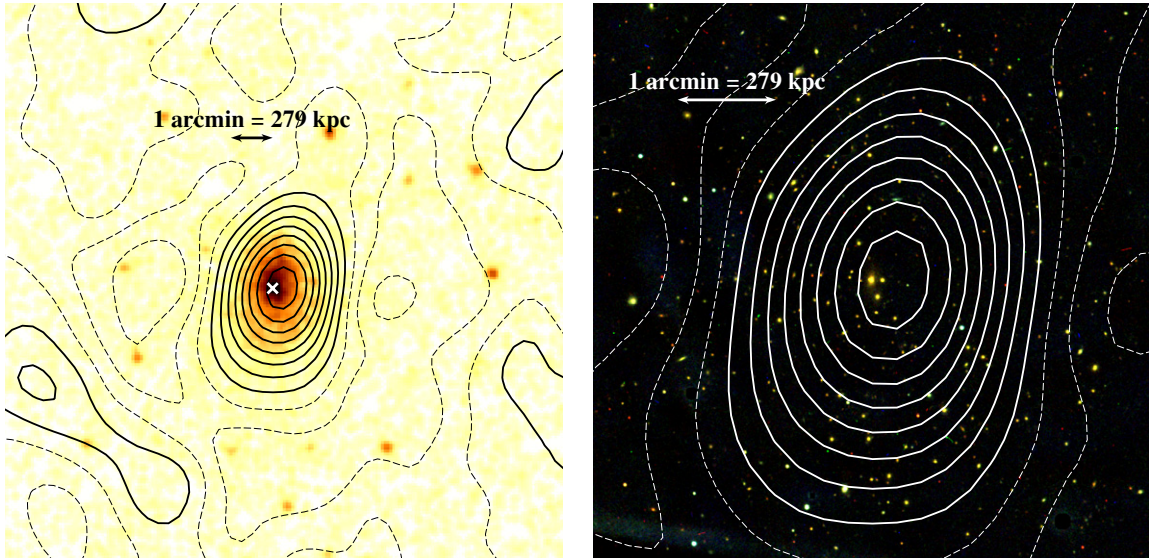 1 arcmin = 279 kpc
1 arcmin = 279 kpc